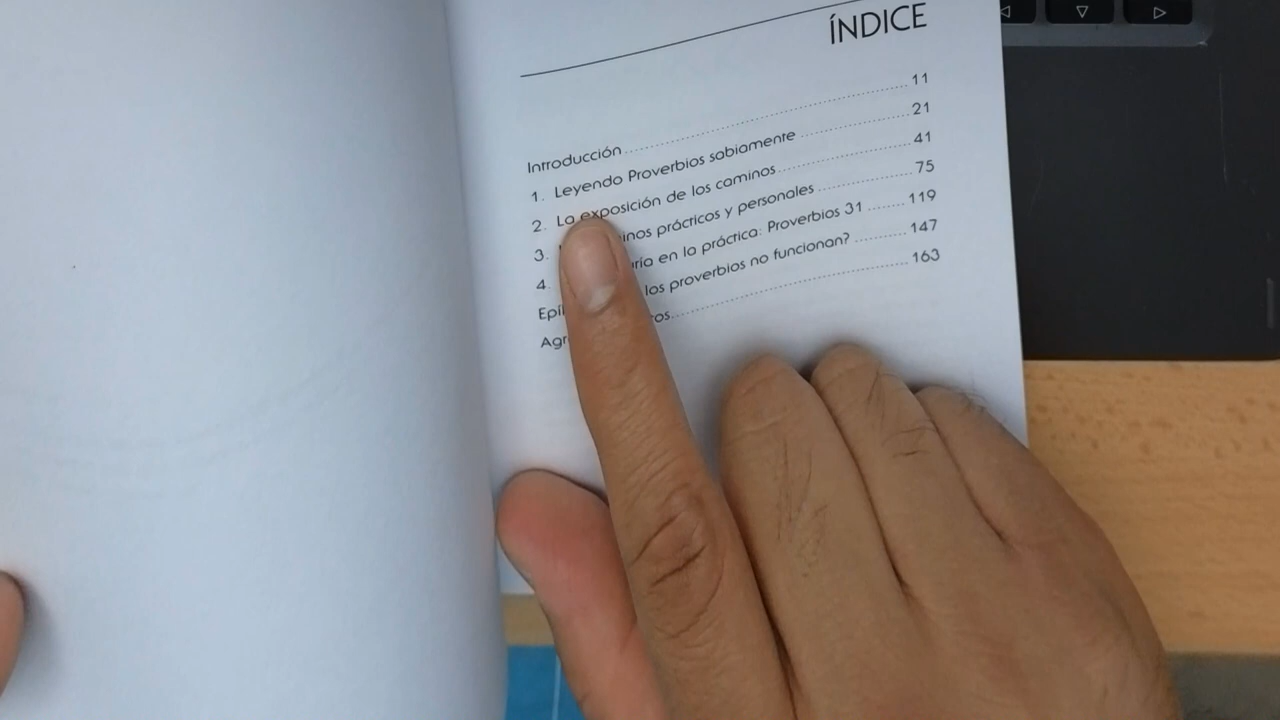 ÍNDICE
Introducción 11
1. Leyendo Proverbios sabiamente 21
2. La exposición de los caminos 41
3. prácticos y personales 75
4. en la práctica: Proverbios 31 119
los proverbios no funcionan? 147
163